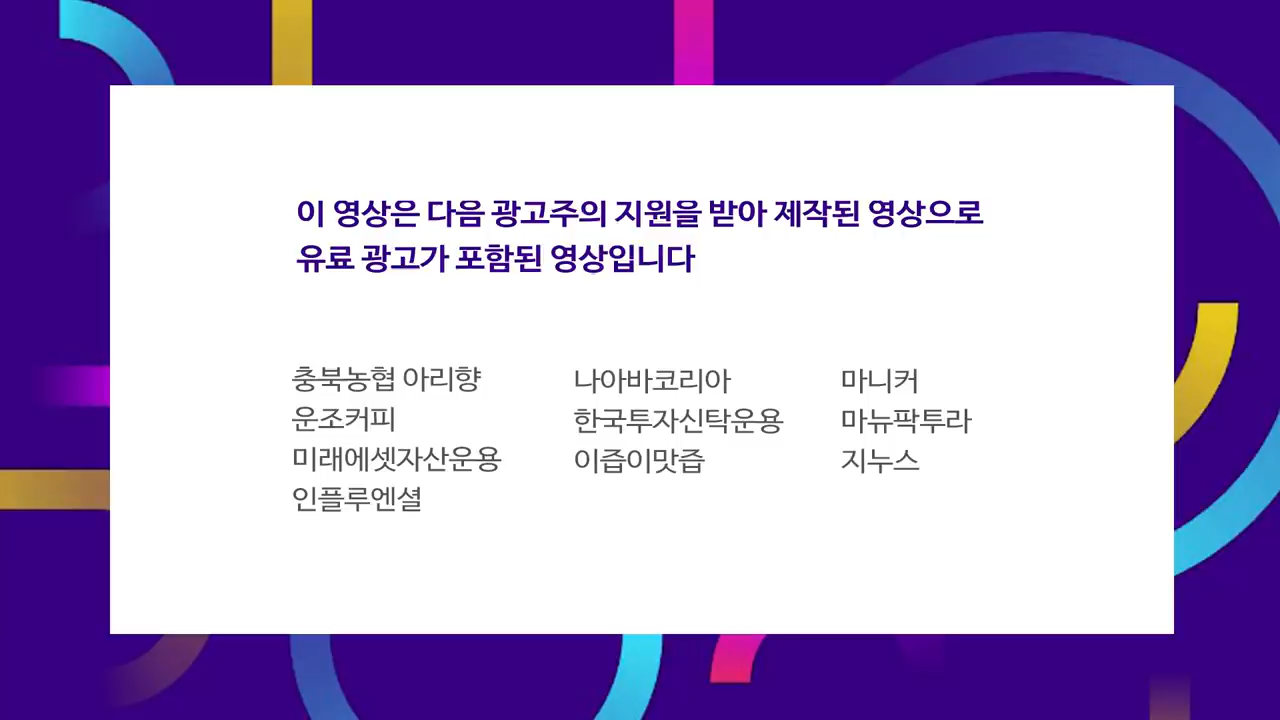 이 영상은 다음 광고주의 지원을 받아 제작된 영상으로
유료 광고가 포함된 영상입니다
충북농협 아리향
운조커피
미래에셋자산운용
인플루엔셜
나아바코리아
한국투자신탁운용
이즙이맛즙
마니커
마뉴팍투라
지누스